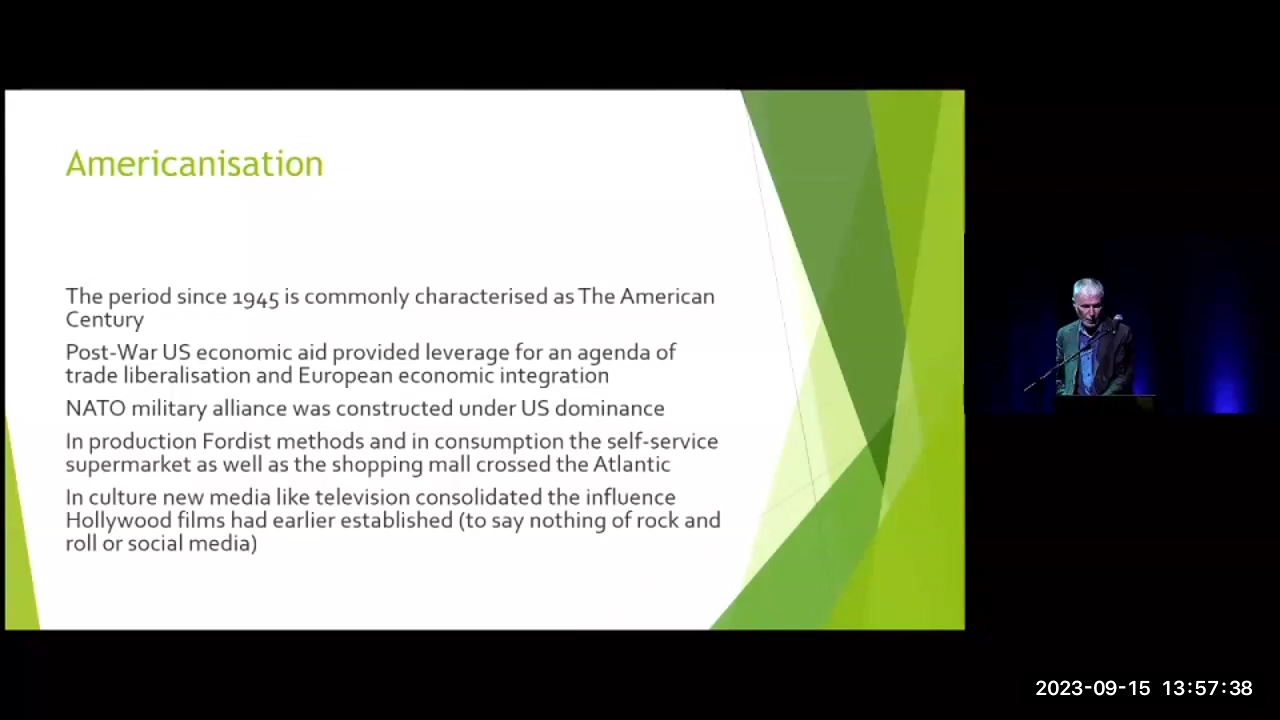 Americanisation
The period since 1945 is commonly characterised as The American
Century
Post-War US economic aid provided leverage for an agenda of
trade liberalisation and European economic integration
NATO military alliance was constructed under US dominance
In production Fordist methods and in consumption the self-service
supermarket as well as the shopping mall crossed the Atlantic
In culture new media like television consolidated the influence
Hollywood films had earlier established (to say nothing of rock and
roll or social media)
2023-09-15 13:57:38